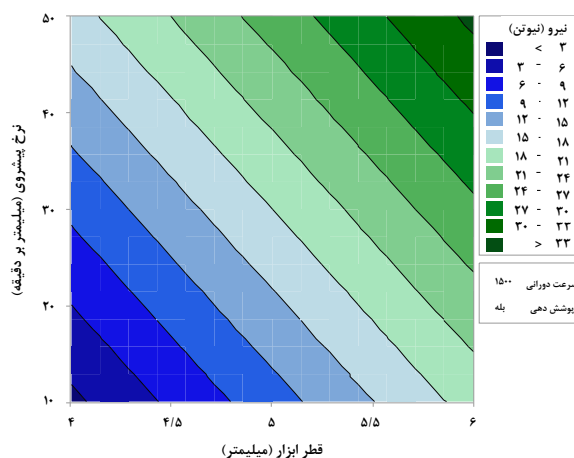 ۵۰
۴۰
۳۰
۲۰
۱۰
نرخ پیشروی (میلیمتر بر دقیقه)
۴
۴/۵
۵
۵/۵
۶
قطر ابزار (میلیمتر)
نیرو (نیوتن)
< ۳
۳ - ۶
۶ - ۹
۹ - ۱۲
۱۲ - ۱۵
۱۵ - ۱۸
۱۸ - ۲۱
۲۱ - ۲۴
۲۴ - ۲۷
۲۷ - ۳۰
۳۰ - ۳۳
> ۳۳
سرعت دورانی ۱۵۰۰
پوشش دهی بله